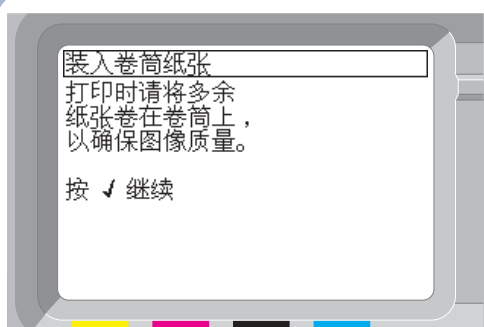 装入卷筒纸张
打印时请将多余
纸张卷在卷筒上，
以确保图像质量。
按 ✓ 继续